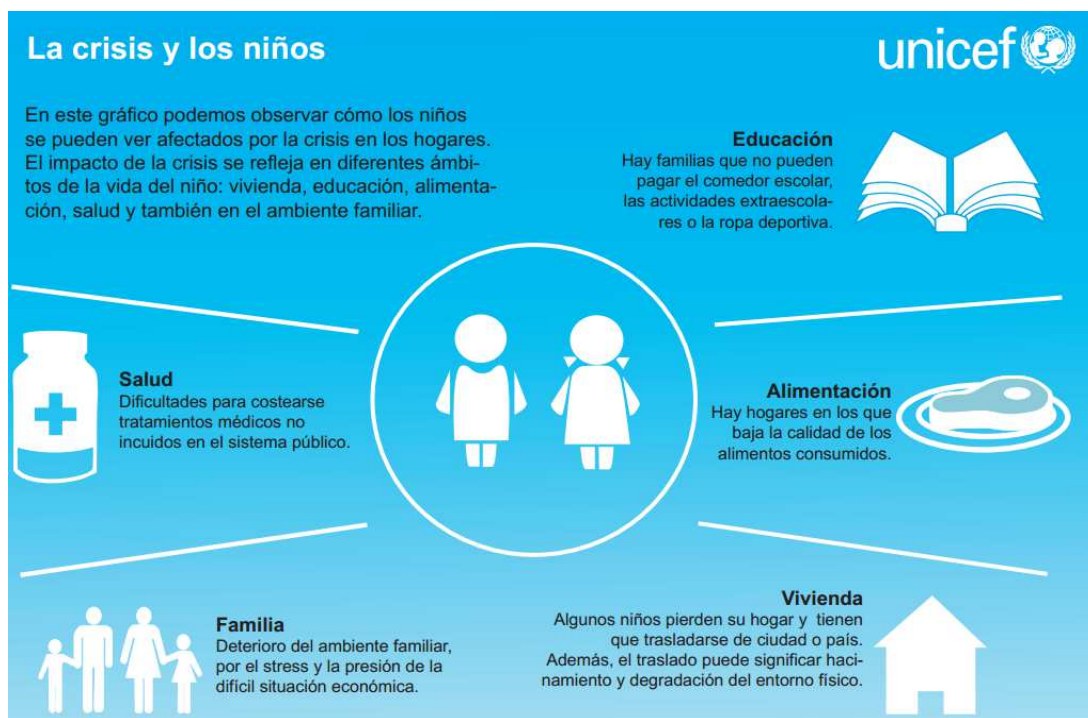 La crisis y los niños
unicef
En este gráfico podemos observar cómo los niños
se pueden ver afectados por la crisis en los hogares.
El impacto de la crisis se refleja en diferentes ámbi-
tos de la vida del niño: vivienda, educación, alimenta-
ción, salud y también en el ambiente familiar.
Educación
Hay familias que no pueden
pagar el comedor escolar,
las actividades extraescola-
res o la ropa deportiva.
Salud
Dificultades para costearse
tratamientos médicos no
incuidos en el sistema público.
Alimentación
Hay hogares en los que
baja la calidad de los
alimentos consumidos.
Familia
Deterioro del ambiente familiar,
por el stress y la presión de la
difícil situación económica.
Vivienda
Algunos niños pierden su hogar y tienen
que trasladarse de ciudad o país.
Además, el traslado puede significar haci-
namiento y degradación del entorno físico.